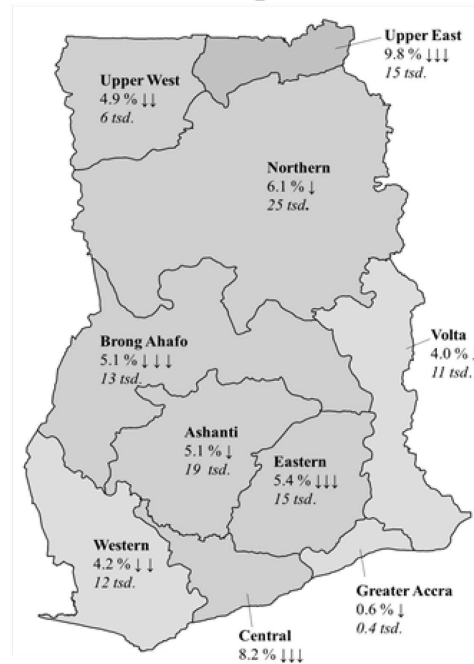 Upper East
9.8 % ↓↓↓
15 tsd.
Upper West
4.9 % ↓↓
6 tsd.
Northern
6.1 % ↓
25 tsd.
Brong Ahafo
5.1 % ↓ ↓ ↓
13 tsd.
Volta
4.0 %
11 tsd.
Ashanti
5.1 % ↓
19 tsd.
Eastern
5.4 % ↓↓↓
15 tsd.
Western
4.2 % ↓ ↓
12 tsd.
Greater Accra
0.6 % ↓
0.4 tsd.
Central
8.2 % ↓↓↓